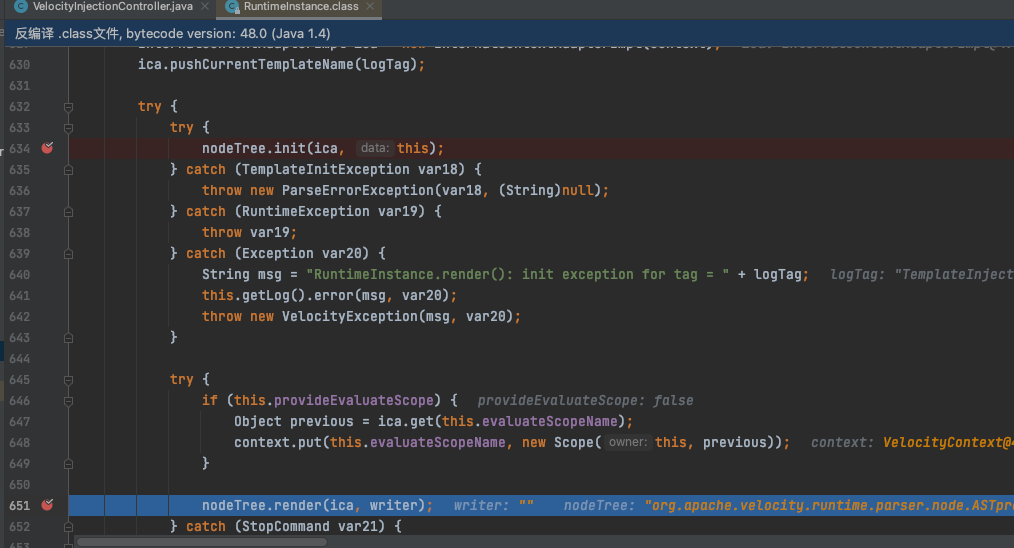 VelocityInjectionController.java RuntimeInstance.class
反编译 .class文件, bytecode version: 48.0 (Java 1.4)
630 ica.pushCurrentTemplateName(logTag);
631
632 try {
633 try {
634 nodeTree.init(ica, data: this);
635 } catch (TemplateInitException var18) {
636 throw new ParseErrorException(var18, (String)null);
637 } catch (RuntimeException var19) {
638 throw var19;
639 } catch (Exception var20) {
640 String msg = "RuntimeInstance.render(): init exception for tag = " + logTag; logTag: "TemplateInject
641 this.getLog().error(msg, var20);
642 throw new VelocityException(msg, var20);
643 }
644
645 try {
646 if (this.provideEvaluateScope) { provideEvaluateScope: false
647 Object previous = ica.get(this.evaluateScopeName);
648 context.put(this.evaluateScopeName, new Scope( owner: this, previous)); context: VelocityContext@4
649 }
650
651 nodeTree.render(ica, writer); writer: "" nodeTree: "org.apache.velocity.runtime.parser.node.ASTpro
652 } catch (StopCommand var21) {